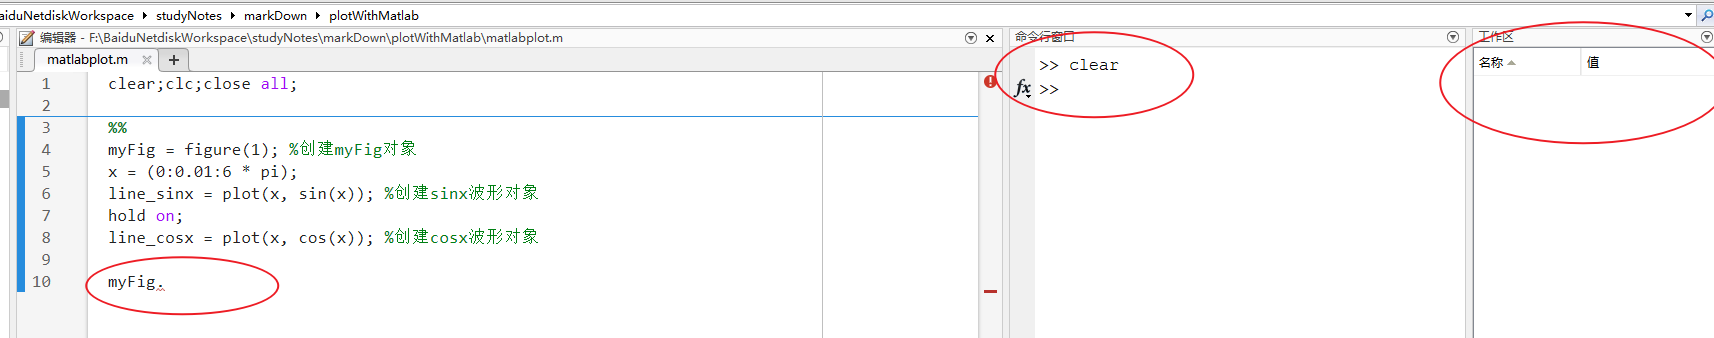 aiduNetdiskWorkspace ▸ studyNotes ▸ markDown ▸ plotWithMatlab
编辑器 - F:\BaiduNetdiskWorkspace\studyNotes\markDown\plotWithMatlab\matlabplot.m
matlabplot.m
1 clear;clc;close all;
2
3 %%
4 myFig = figure(1); %创建myFig对象
5 x = (0:0.01:6 * pi);
6 line_sinx = plot(x, sin(x)); %创建sinx波形对象
7 hold on;
8 line_cosx = plot(x, cos(x)); %创建cosx波形对象
9
10 myFig.
命令行窗口
>> clear
fx >>
工作区
名称 值